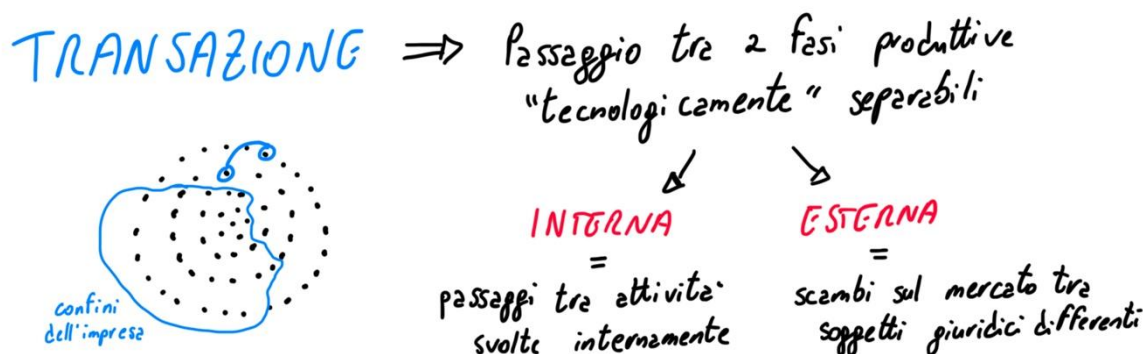 TRANSAZIONE ⇒ Passaggio tra 2 fasi produttive
"tecnologicamente" separabili
INTERNA
=
passaggi tra attività
svolte internamente
ESTERNA
=
scambi sul mercato tra
soggetti giuridici differenti
confini
dell'impresa